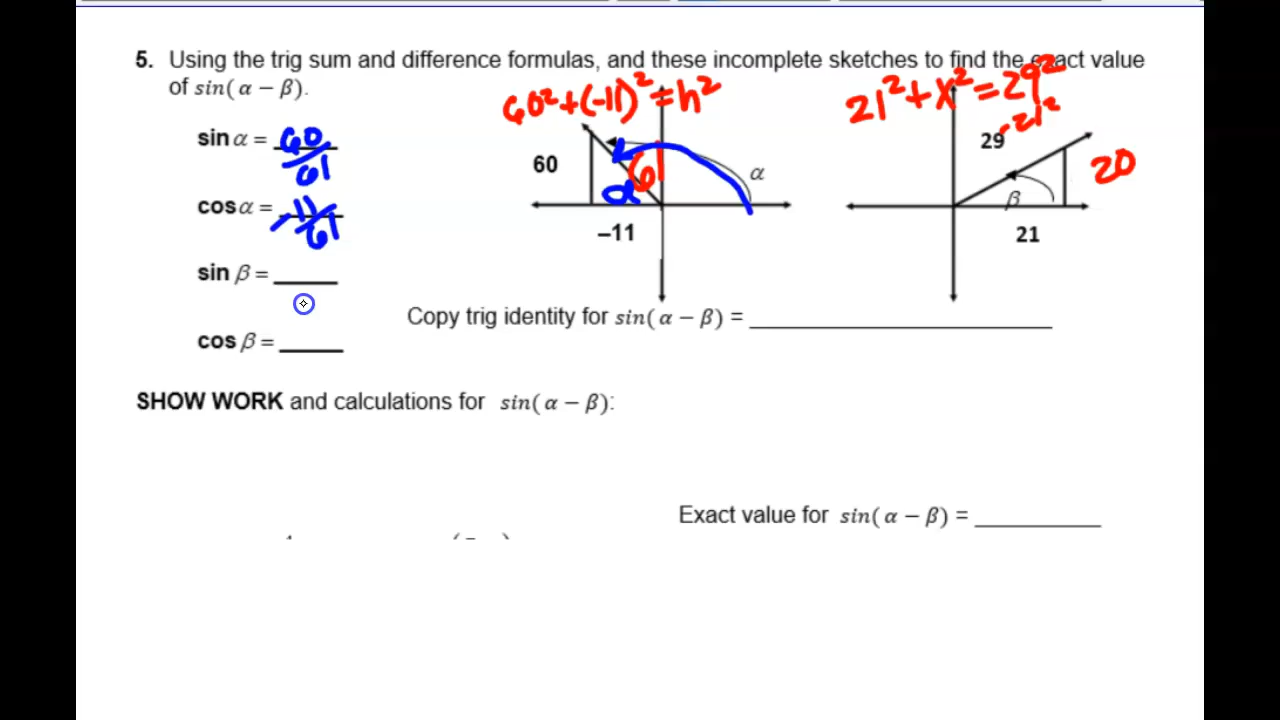 5. Using the trig sum and difference formulas, and these incomplete sketches to find the exact value
of sin(α − β).
60² + (-11)² = h²
21² + x² = 29²
-21²
sin α = 60/61
cos α = -11/61
sin β = ______
cos β = ______
60
61
α
α
−11
29
20
β
21
Copy trig identity for sin(α − β) = ______
SHOW WORK and calculations for sin(α − β):
Exact value for sin(α − β) = ______